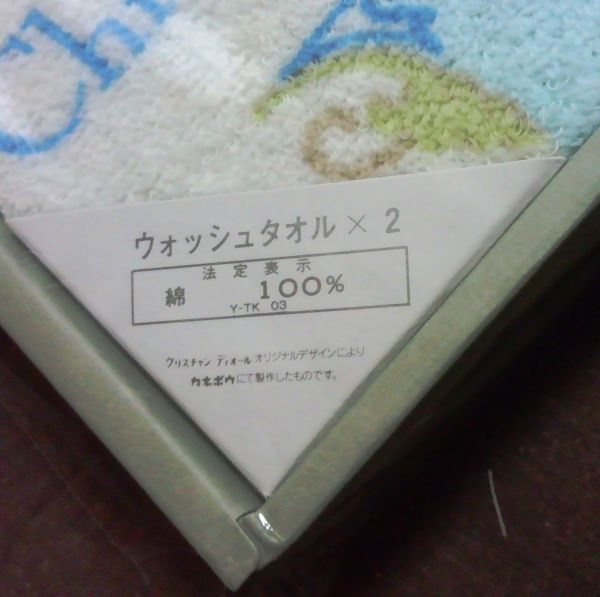 Chr
ウォッシュタオル × 2
法定表示
綿 100%
Y-TK 03
クリスチャン ディオールオリジナルデザインにより
カネボウにて製作したものです。